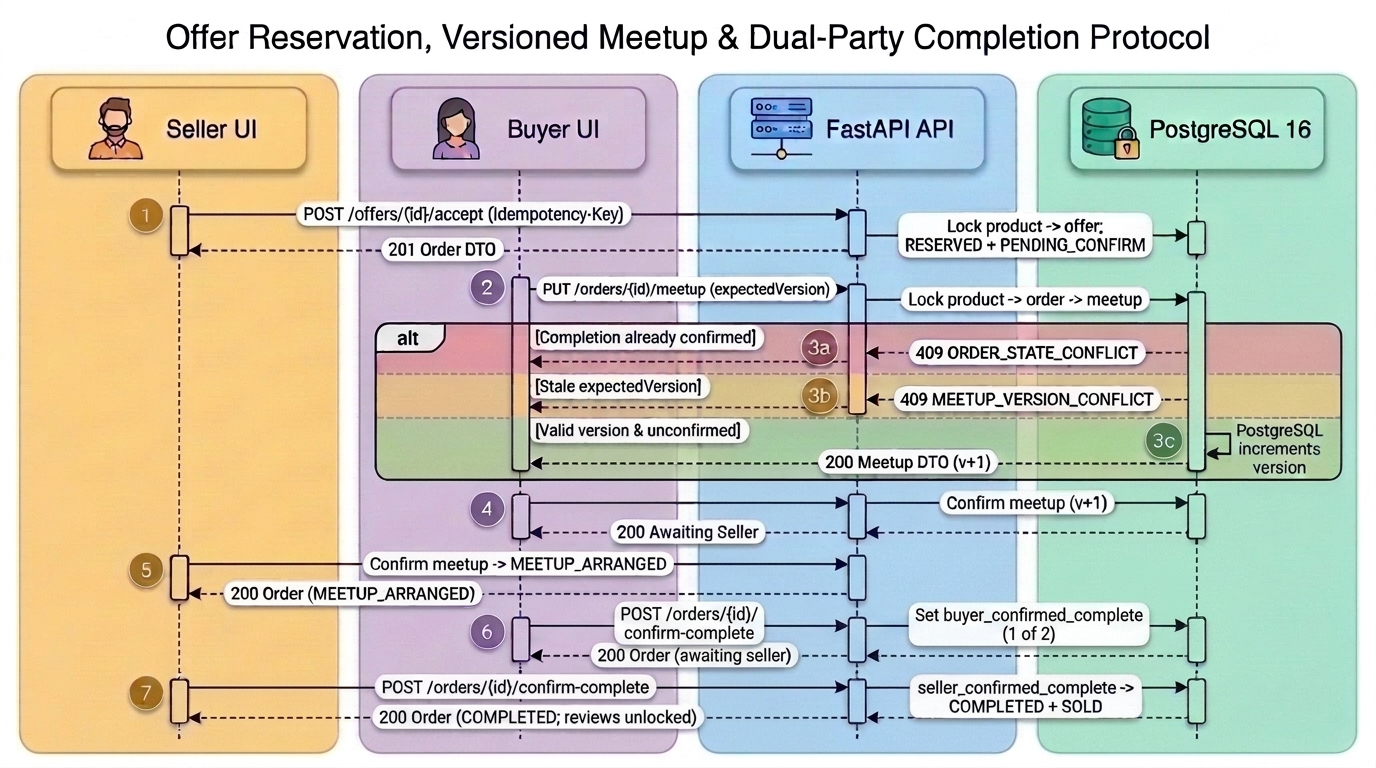 Offer Reservation, Versioned Meetup & Dual-Party Completion Protocol
Seller UI
Buyer UI
FastAPI API
PostgreSQL 16
1
POST /offers/{id}/accept (Idempotency-Key)
Lock product -> offer;
RESERVED + PENDING_CONFIRM
201 Order DTO
2
PUT /orders/{id}/meetup (expectedVersion)
Lock product -> order -> meetup
alt
[Completion already confirmed]
3a
409 ORDER_STATE_CONFLICT
[Stale expectedVersion]
3b
409 MEETUP_VERSION_CONFLICT
[Valid version & unconfirmed]
3c
PostgreSQL
increments
version
200 Meetup DTO (v+1)
4
Confirm meetup (v+1)
200 Awaiting Seller
5
Confirm meetup -> MEETUP_ARRANGED
200 Order (MEETUP_ARRANGED)
6
POST /orders/{id}/
confirm-complete
Set buyer_confirmed_complete
(1 of 2)
200 Order (awaiting seller)
7
POST /orders/{id}/confirm-complete
seller_confirmed_complete ->
COMPLETED + SOLD
200 Order (COMPLETED; reviews unlocked)